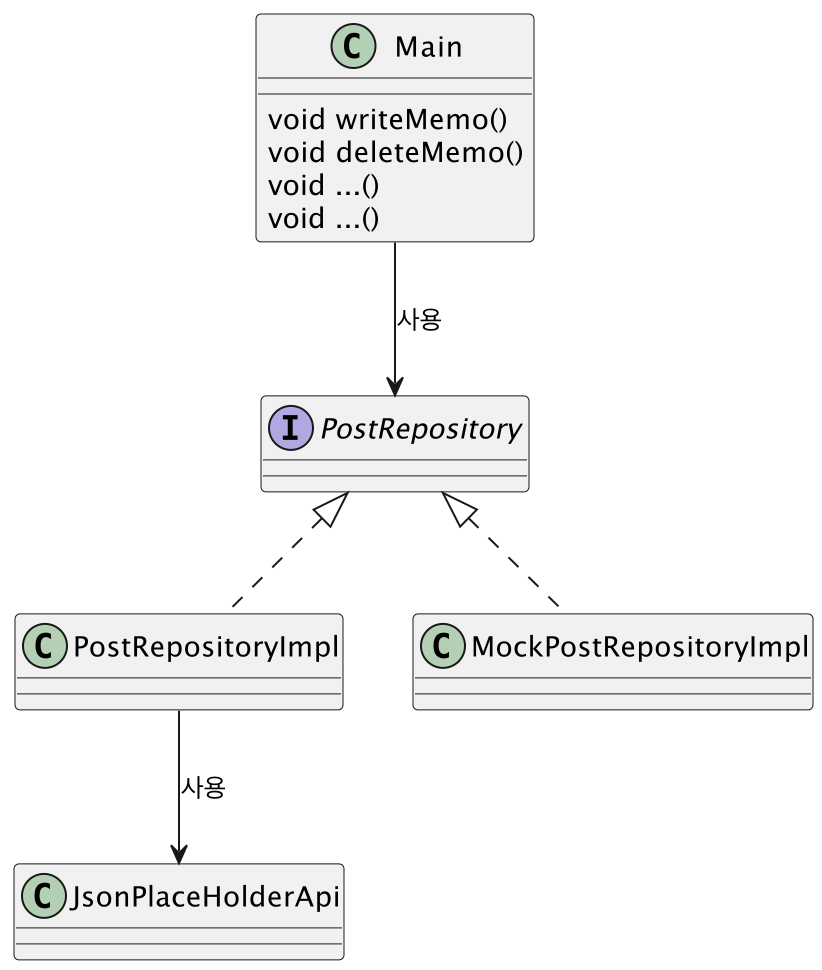 C Main
void writeMemo()
void deleteMemo()
void ...()
void ...()
사용
I PostRepository
C PostRepositoryImpl
C MockPostRepositoryImpl
사용
C JsonPlaceHolderApi